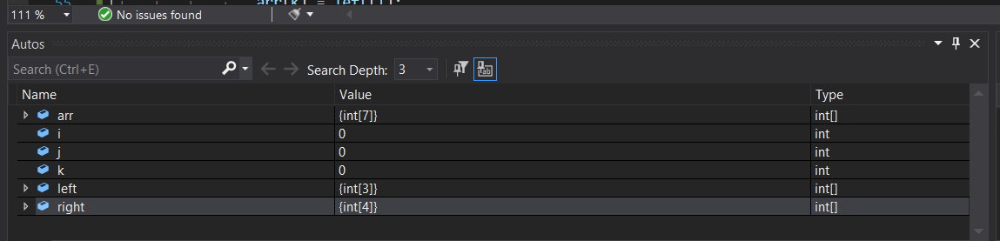 55 arr[k] = left[i];
111 % No issues found
Autos
Search (Ctrl+E) Search Depth: 3
Name Value Type
arr {int[7]} int[]
i 0 int
j 0 int
k 0 int
left {int[3]} int[]
right {int[4]} int[]